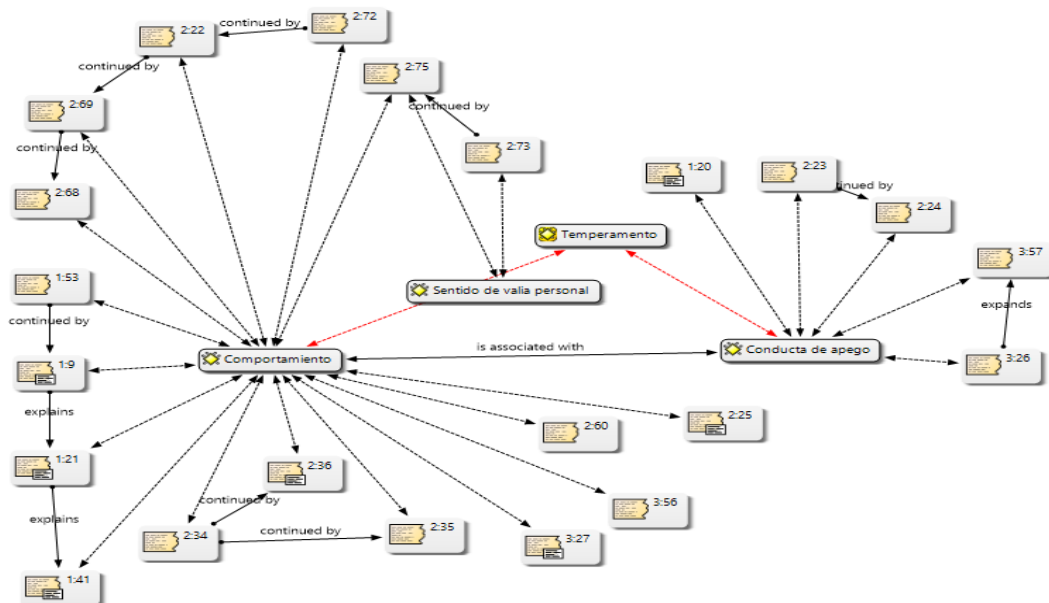 2:72
continued by
2:22
continued by
2:75
2:69
continued by
continued by
2:73
2:68
1:20
2:23
inued by
2:24
Temperamento
3:57
1:53
Sentido de valia personal
expands
continued by
is associated with
Comportamiento
Conducta de apego
1:9
3:26
explains
2:25
2:60
1:21
2:36
continued by
3:56
explains
2:34
continued by
2:35
3:27
1:41